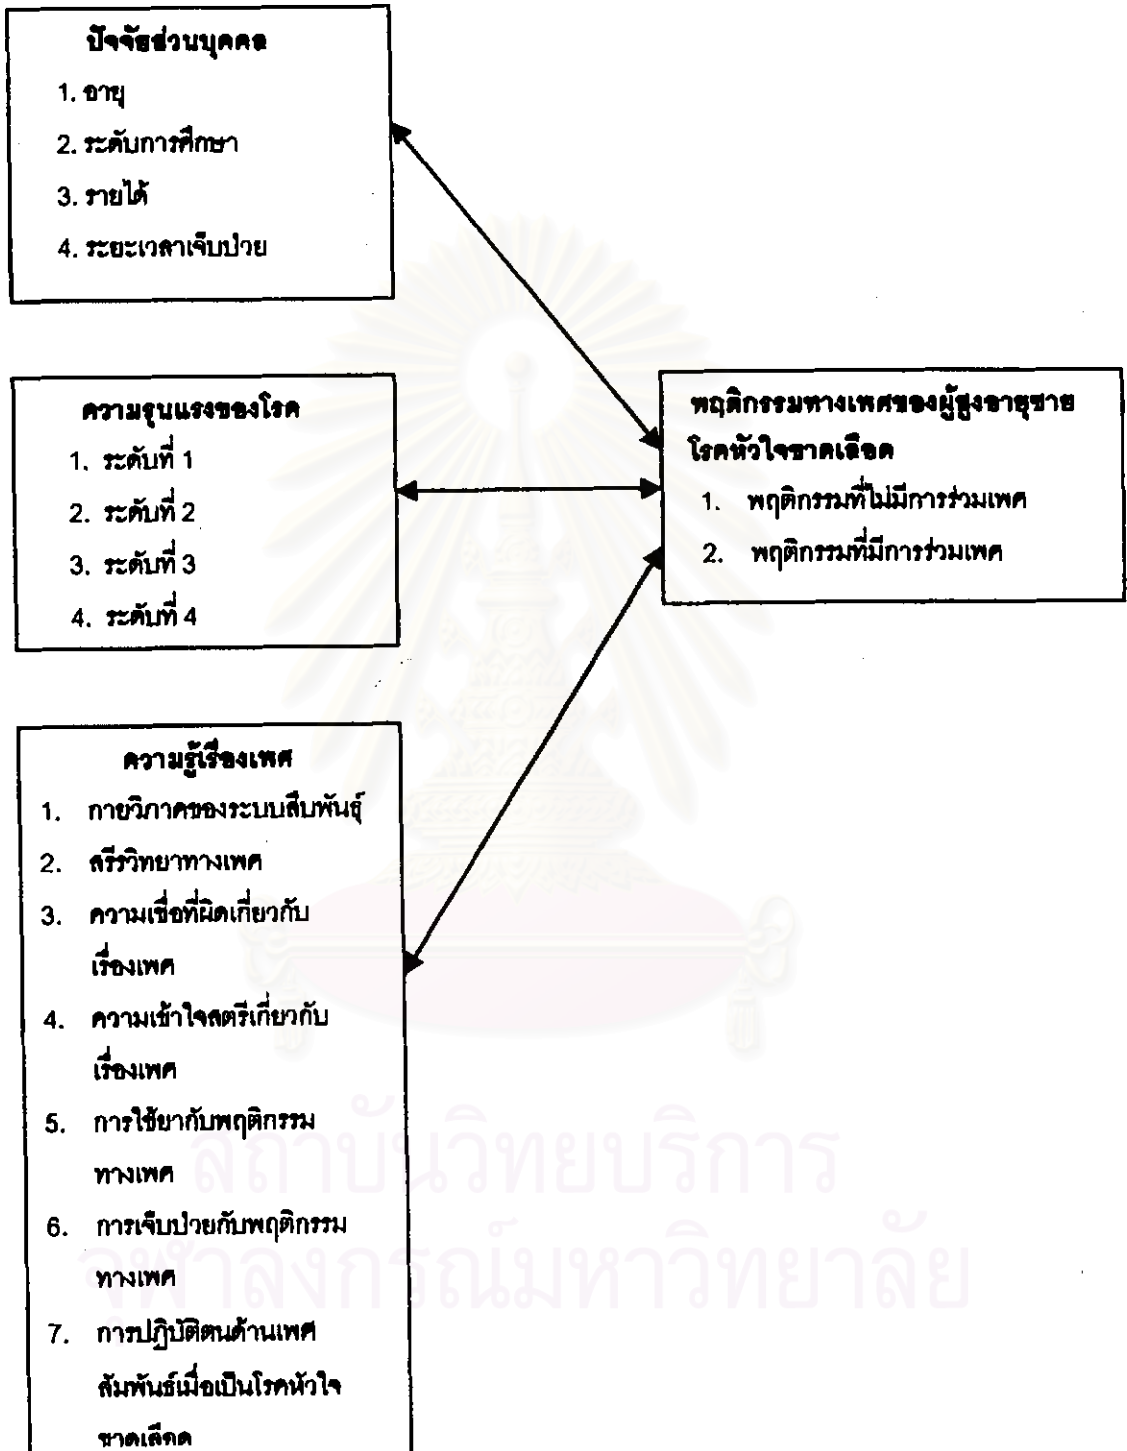 ปัจจัยส่วนบุคคล
1. อายุ
2. ระดับการศึกษา
3. รายได้
4. ระยะเวลาเจ็บป่วย
ความรุนแรงของโรค
1. ระดับที่ 1
2. ระดับที่ 2
3. ระดับที่ 3
4. ระดับที่ 4
พฤติกรรมทางเพศของผู้สูงอายุชาย
โรคหัวใจขาดเลือด
1. พฤติกรรมที่ไม่มีการร่วมเพศ
2. พฤติกรรมที่มีการร่วมเพศ
ความรู้เรื่องเพศ
1. กายวิภาคของระบบสืบพันธุ์
2. สรีรวิทยาทางเพศ
3. ความเชื่อที่ผิดเกี่ยวกับ
เรื่องเพศ
4. ความเข้าใจสตรีเกี่ยวกับ
เรื่องเพศ
5. การใช้ยากับพฤติกรรม
ทางเพศ
6. การเจ็บป่วยกับพฤติกรรม
ทางเพศ
7. การปฏิบัติตนด้านเพศ
สัมพันธ์เมื่อเป็นโรคหัวใจ
ขาดเลือด
สถาบันวิทยบริการ
จุฬาลงกรณ์มหาวิทยาลัย